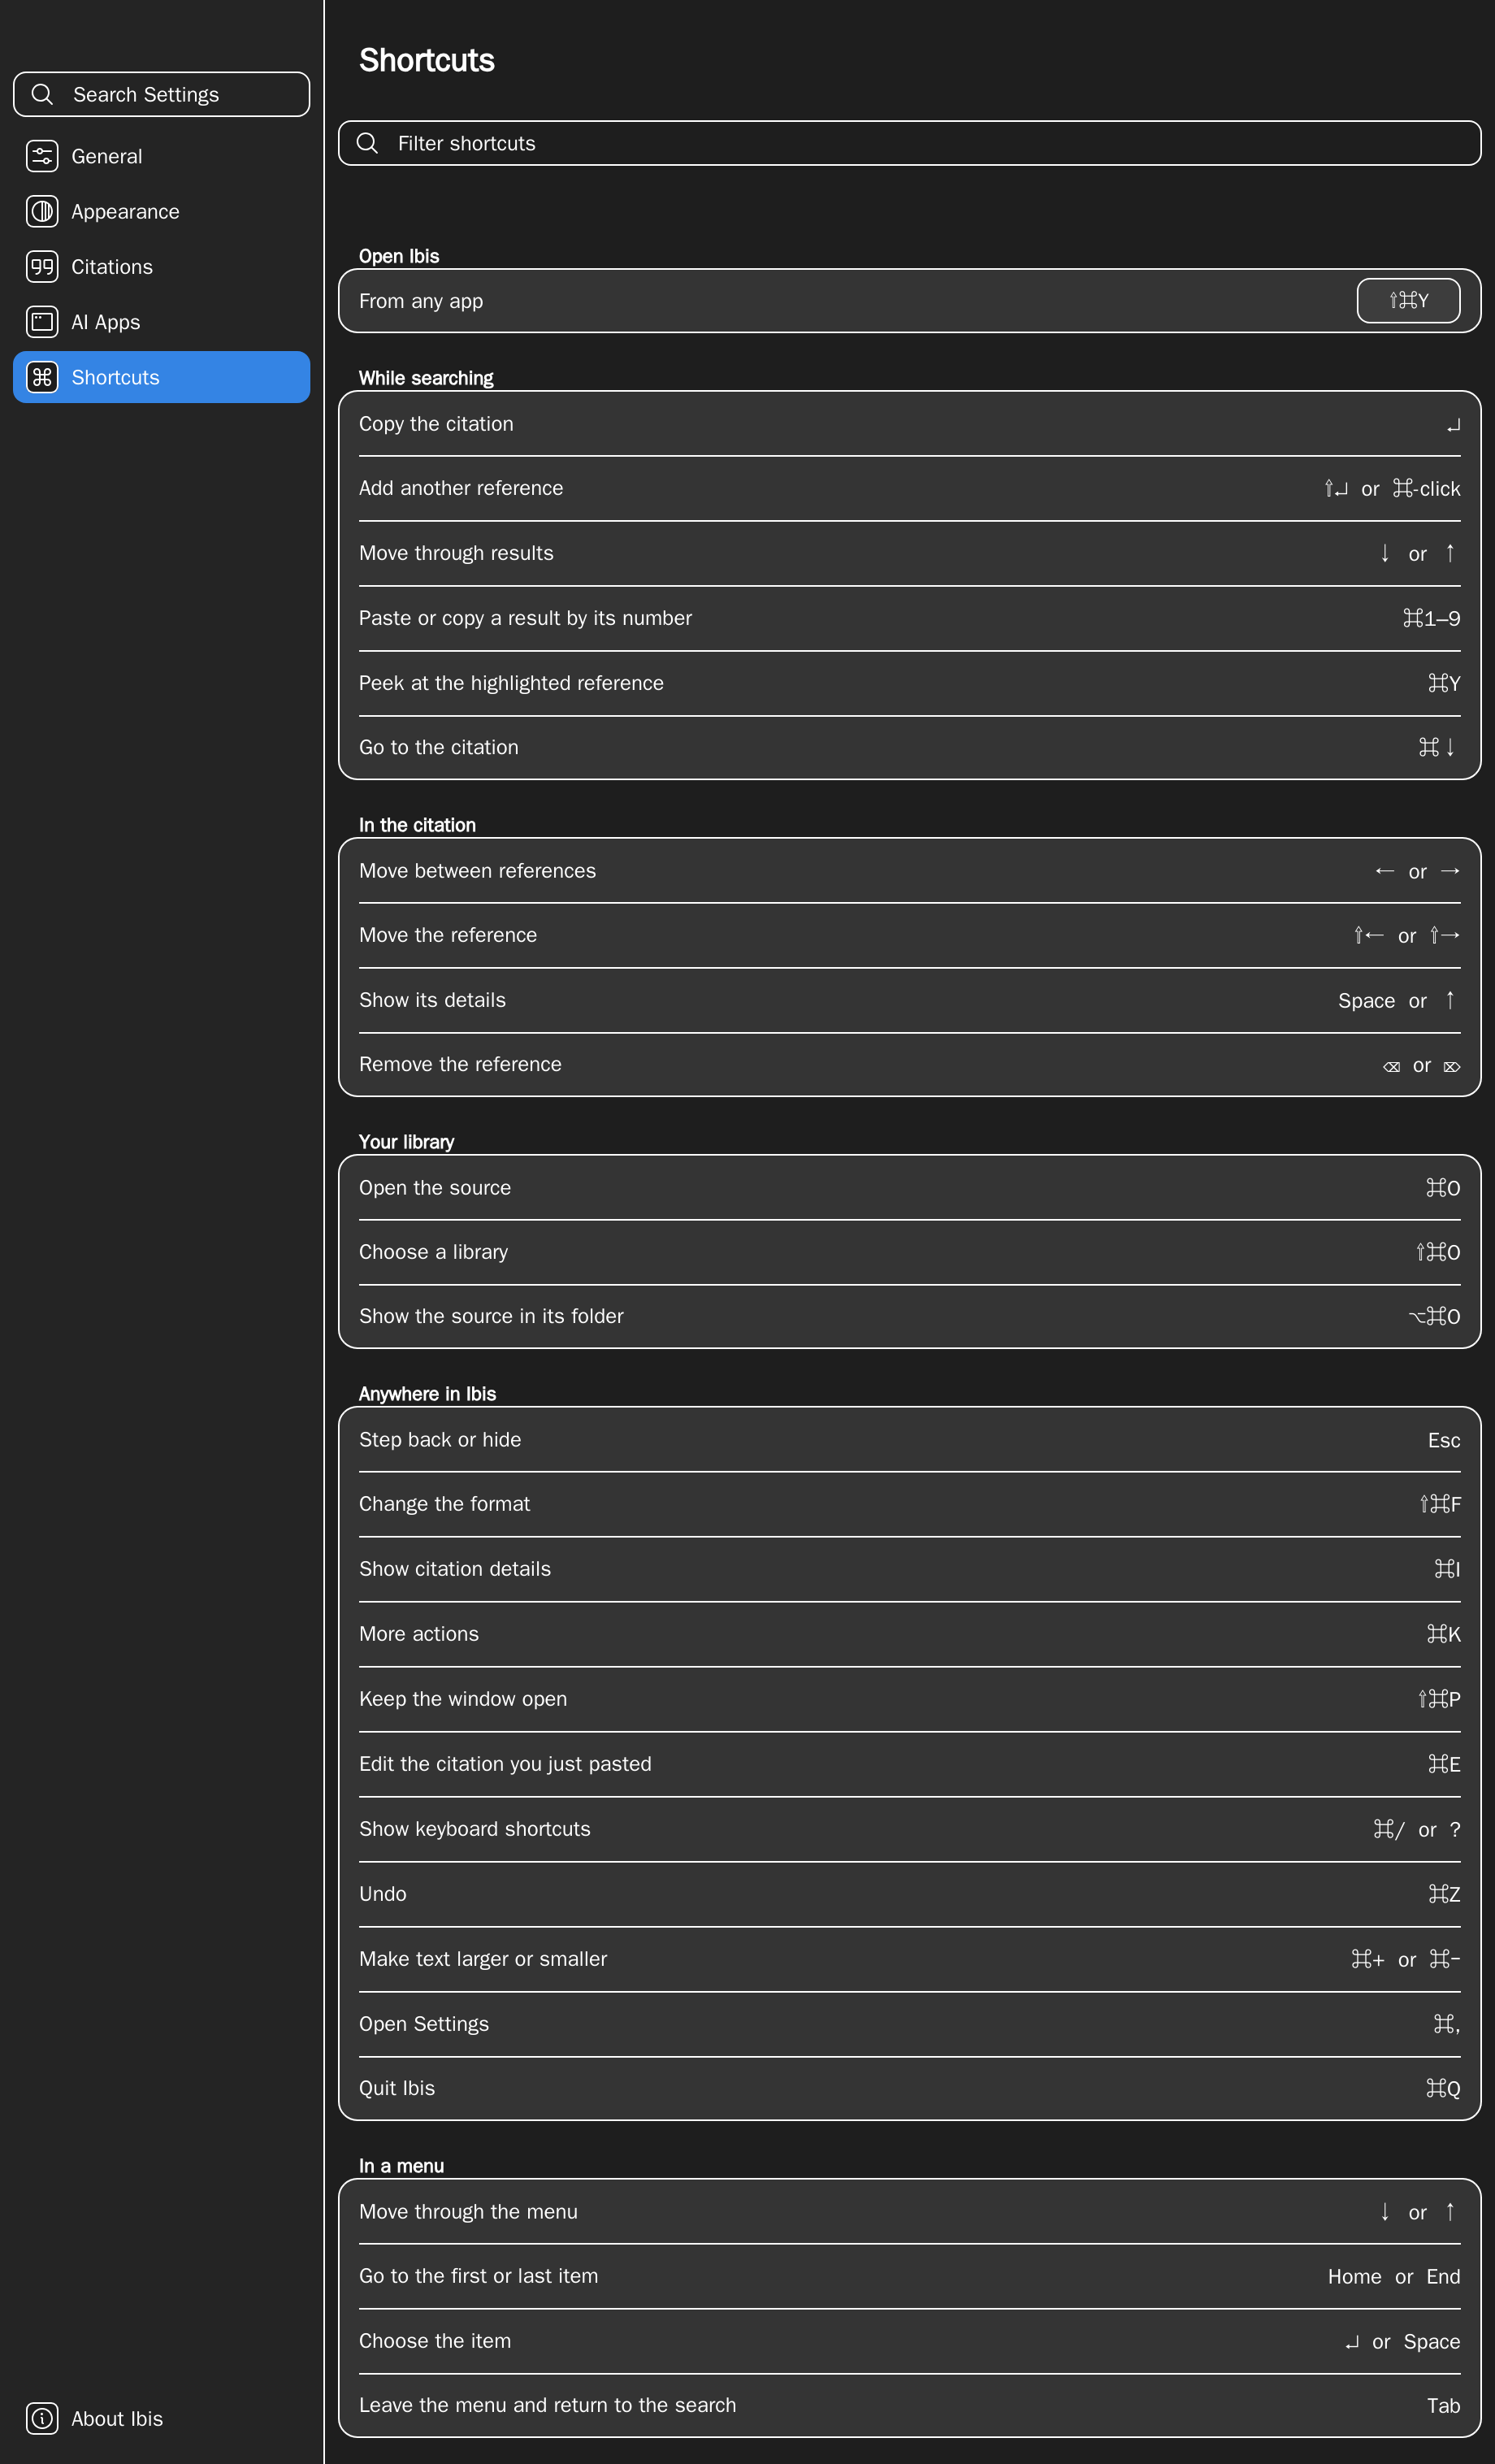 Shortcuts
Search Settings
General
Appearance
Citations
AI Apps
Shortcuts
About Ibis
Filter shortcuts
Open Ibis
From any app ⇧⌘Y
While searching
Copy the citation ↵
Add another reference ⇧↵ or ⌘-click
Move through results ↓ or ↑
Paste or copy a result by its number ⌘1–9
Peek at the highlighted reference ⌘Y
Go to the citation ⌘↓
In the citation
Move between references ← or →
Move the reference ⇧← or ⇧→
Show its details Space or ↑
Remove the reference ⌫ or ⌦
Your library
Open the source ⌘O
Choose a library ⇧⌘O
Show the source in its folder ⌥⌘O
Anywhere in Ibis
Step back or hide Esc
Change the format ⇧⌘F
Show citation details ⌘I
More actions ⌘K
Keep the window open ⇧⌘P
Edit the citation you just pasted ⌘E
Show keyboard shortcuts ⌘/ or ?
Undo ⌘Z
Make text larger or smaller ⌘+ or ⌘−
Open Settings ⌘,
Quit Ibis ⌘Q
In a menu
Move through the menu ↓ or ↑
Go to the first or last item Home or End
Choose the item ↵ or Space
Leave the menu and return to the search Tab